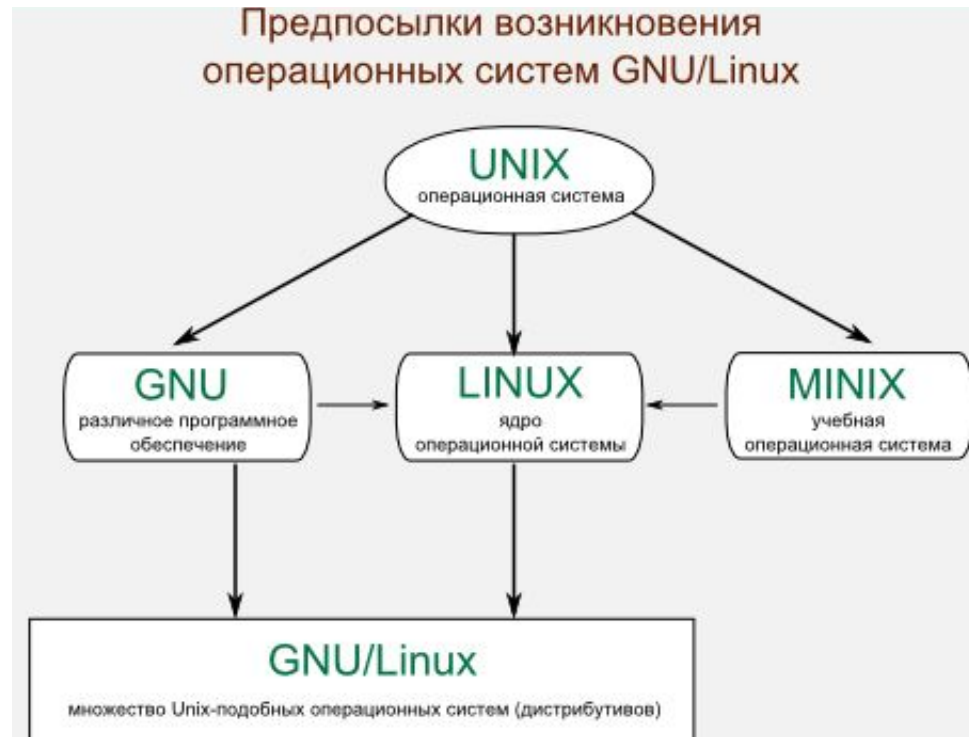 Предпосылки возникновения
операционных систем GNU/Linux
UNIX
операционная система
GNU
различное программное
обеспечение
LINUX
ядро
операционной системы
MINIX
учебная
операционная система
GNU/Linux
множество Unix-подобных операционных систем (дистрибутивов)